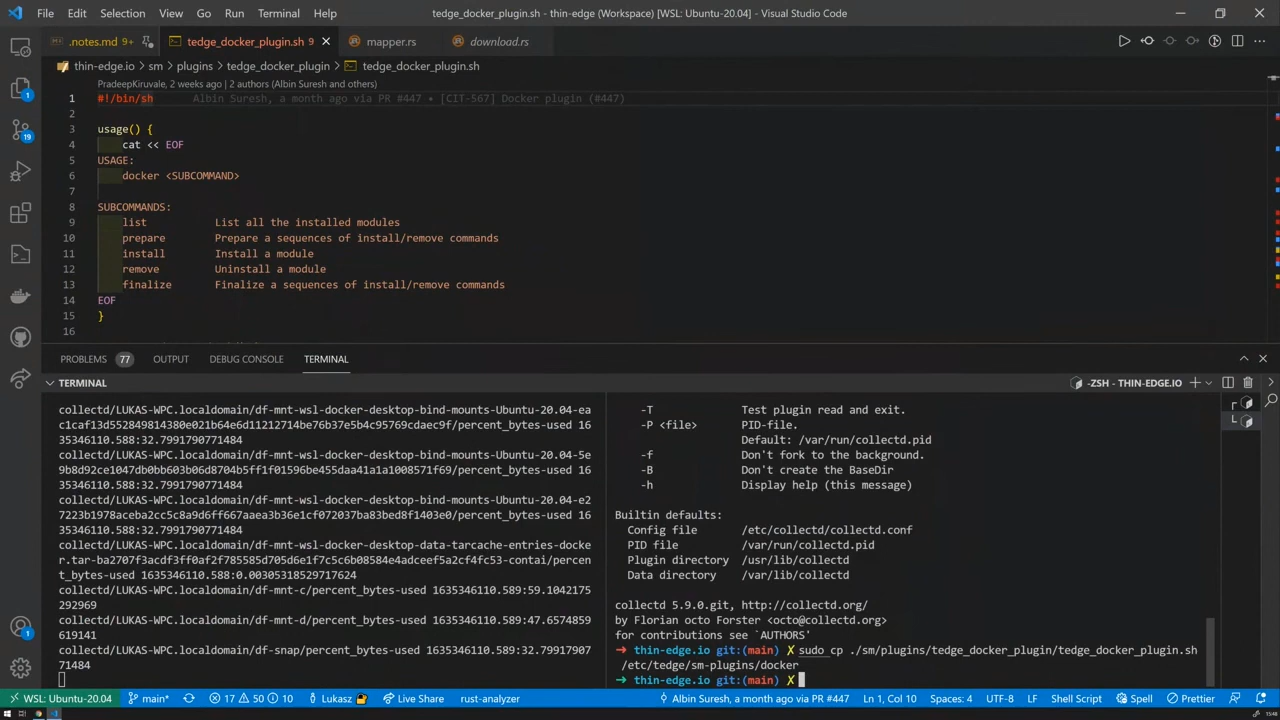 File Edit Selection View Go Run Terminal Help
tedge_docker_plugin.sh - thin-edge (Workspace) [WSL: Ubuntu-20.04] - Visual Studio Code
.notes.md 9+
tedge_docker_plugin.sh 9
mapper.rs
download.rs
thin-edge.io > sm > plugins > tedge_docker_plugin > tedge_docker_plugin.sh
PradeepKiruvale, 2 weeks ago | 2 authors (Albin Suresh and others)
1 #!/bin/sh Albin Suresh, a month ago via PR #447 • [CIT-567] Docker plugin (#447)
2
3 usage() {
4 cat << EOF
5 USAGE:
6 docker <SUBCOMMAND>
7
8 SUBCOMMANDS:
9 list List all the installed modules
10 prepare Prepare a sequences of install/remove commands
11 install Install a module
12 remove Uninstall a module
13 finalize Finalize a sequences of install/remove commands
14 EOF
15 }
16
PROBLEMS 77 OUTPUT DEBUG CONSOLE TERMINAL
TERMINAL
-ZSH - THIN-EDGE.IO
collectd/LUKAS-WPC.localdomain/df-mnt-wsl-docker-desktop-bind-mounts-Ubuntu-20.04-ea
c1caf13d552849814380e021b64e6d11212714be76b37e5b4c95769cdaec9f/percent_bytes-used 16
35346110.588:32.7991790771484
collectd/LUKAS-WPC.localdomain/df-mnt-wsl-docker-desktop-bind-mounts-Ubuntu-20.04-5e
9b8d92ce1047db0bb603b06d8704b5ff1f01596be455daa41a1a1008571f69/percent_bytes-used 16
35346110.588:32.7991790771484
collectd/LUKAS-WPC.localdomain/df-mnt-wsl-docker-desktop-bind-mounts-Ubuntu-20.04-e2
7223b1978aceba2cc5c8a9d6ff667aaea3b36e1cf072037ba83bed8f1403e0/percent_bytes-used 16
35346110.588:32.7991790771484
collectd/LUKAS-WPC.localdomain/df-mnt-wsl-docker-desktop-data-tarcache-entries-docke
r.tar-ba2707f3acdf3ff0af2f785585d705d6e1f7c5c6b08584e4adceef5a2cf4fc53-contai/percen
t_bytes-used 1635346110.588:0.00305318529717624
collectd/LUKAS-WPC.localdomain/df-mnt-c/percent_bytes-used 1635346110.589:59.1042175
292969
collectd/LUKAS-WPC.localdomain/df-mnt-d/percent_bytes-used 1635346110.589:47.6574859
619141
collectd/LUKAS-WPC.localdomain/df-snap/percent_bytes-used 1635346110.589:32.79917907
71484
-T Test plugin read and exit.
-P <file> PID-file.
Default: /var/run/collectd.pid
-f Don't fork to the background.
-B Don't create the BaseDir
-h Display help (this message)
Builtin defaults:
Config file /etc/collectd/collectd.conf
PID file /var/run/collectd.pid
Plugin directory /usr/lib/collectd
Data directory /var/lib/collectd
collectd 5.9.0.git, http://collectd.org/
by Florian octo Forster <octo@collectd.org>
for contributions see `AUTHORS'
➜ thin-edge.io git:(main) ✗ sudo cp ./sm/plugins/tedge_docker_plugin/tedge_docker_plugin.sh
/etc/tedge/sm-plugins/docker
➜ thin-edge.io git:(main) ✗
1
19
1
WSL: Ubuntu-20.04 main* 17 50 10 Lukasz Live Share rust-analyzer
Albin Suresh, a month ago via PR #447 Ln 1, Col 10 Spaces: 4 UTF-8 LF Shell Script Spell Prettier
15:48